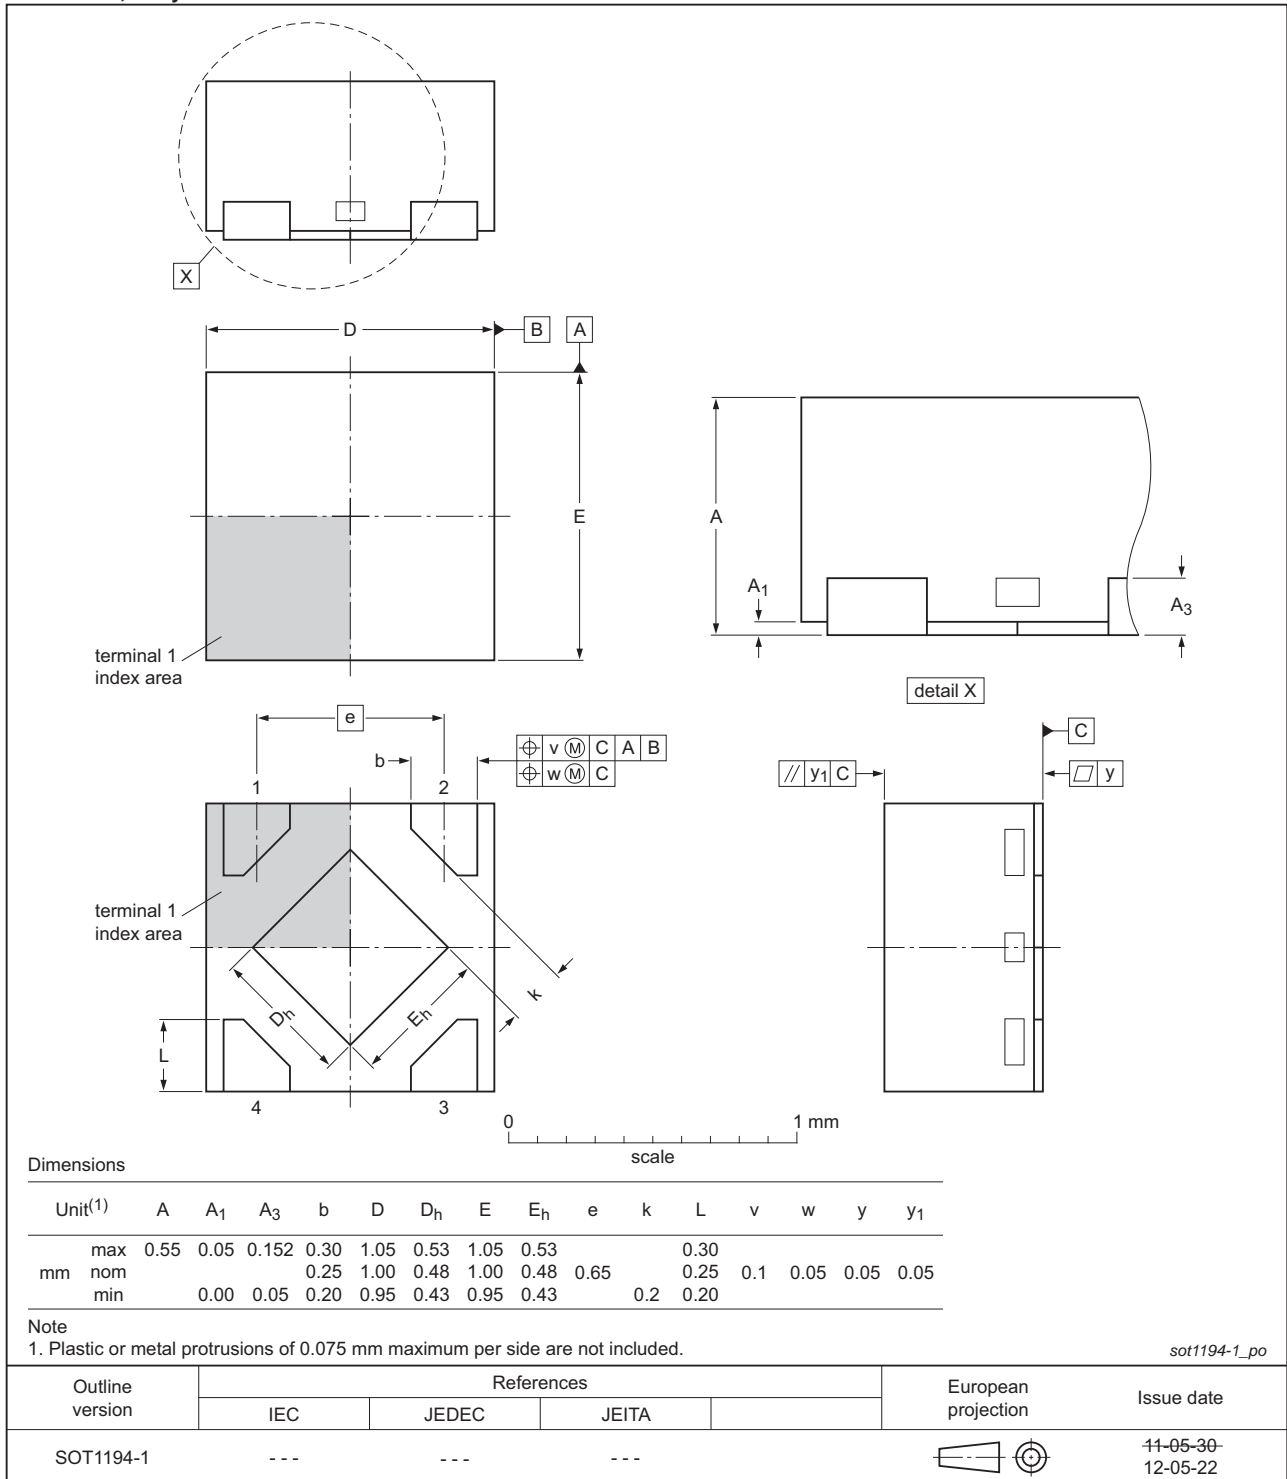 X
D
B
A
E
terminal 1
index area
A
A1
A3
detail X
e
b
v Ⓜ C A B
w Ⓜ C
1
2
terminal 1
index area
Dh
Eh
k
L
4
3
C
// y1 C
y
0
1 mm
scale
Dimensions
Unit(1) A A1 A3 b D Dh E Eh e k L v w y y1
max 0.55 0.05 0.152 0.30 1.05 0.53 1.05 0.53 0.30
mm nom 0.25 1.00 0.48 1.00 0.48 0.65 0.25 0.1 0.05 0.05 0.05
min 0.00 0.05 0.20 0.95 0.43 0.95 0.43 0.2 0.20
Note
1. Plastic or metal protrusions of 0.075 mm maximum per side are not included.
sot1194-1_po
Outline
version
References
IEC JEDEC JEITA
European
projection
Issue date
SOT1194-1 - - - - - - - - -
11-05-30
12-05-22